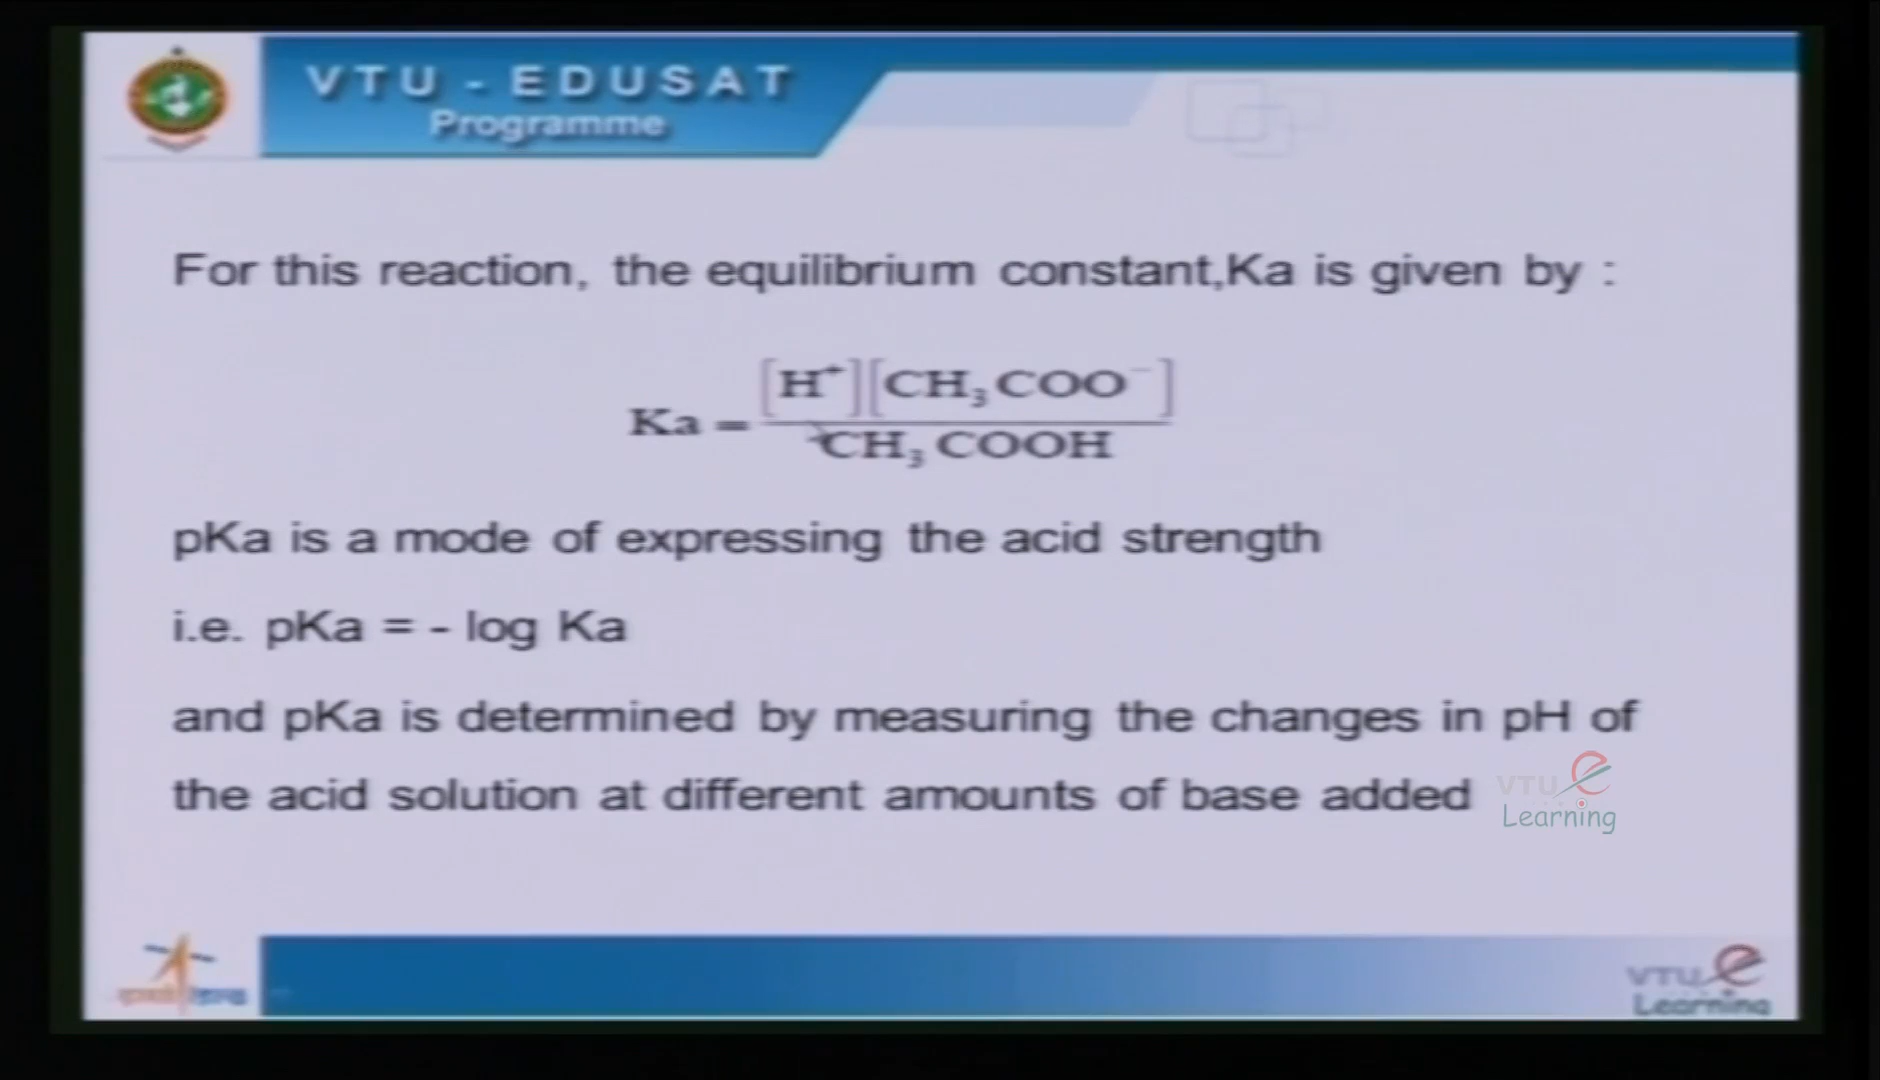 VTU - EDUSAT
Programme
For this reaction, the equilibrium constant,Ka is given by :
Ka = [H⁺][CH₃COO⁻]
CH₃COOH
pKa is a mode of expressing the acid strength
i.e. pKa = - log Ka
and pKa is determined by measuring the changes in pH of
the acid solution at different amounts of base added
VTU e
Learning
VTU e
Learning